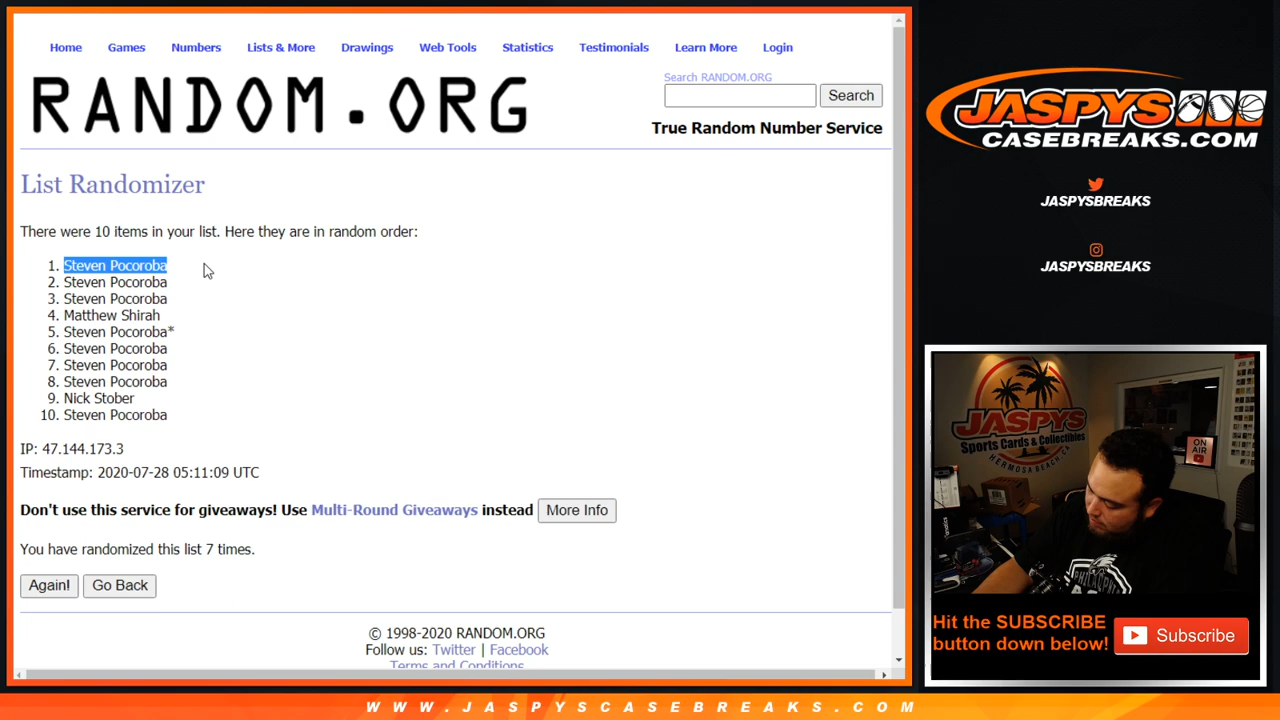 Home Games Numbers Lists & More Drawings Web Tools Statistics Testimonials Learn More Login
RANDOM.ORG
Search RANDOM.ORG
Search
True Random Number Service
List Randomizer
There were 10 items in your list. Here they are in random order:
1. Steven Pocoroba
2. Steven Pocoroba
3. Steven Pocoroba
4. Matthew Shirah
5. Steven Pocoroba*
6. Steven Pocoroba
7. Steven Pocoroba
8. Steven Pocoroba
9. Nick Stober
10. Steven Pocoroba
IP: 47.144.173.3
Timestamp: 2020-07-28 05:11:09 UTC
Don't use this service for giveaways! Use Multi-Round Giveaways instead More Info
You have randomized this list 7 times.
Again! Go Back
© 1998-2020 RANDOM.ORG
Follow us: Twitter | Facebook
Terms and Conditions
JASPYS
CASEBREAKS.COM
JASPYSBREAKS
JASPYSBREAKS
JASPYS
Sports Cards & Collectibles
HERMOSA BEACH, CA
ON
AIR
PHILADELPHIA
Hit the SUBSCRIBE
button down below!
Subscribe
WWW.JASPYSCASEBREAKS.COM